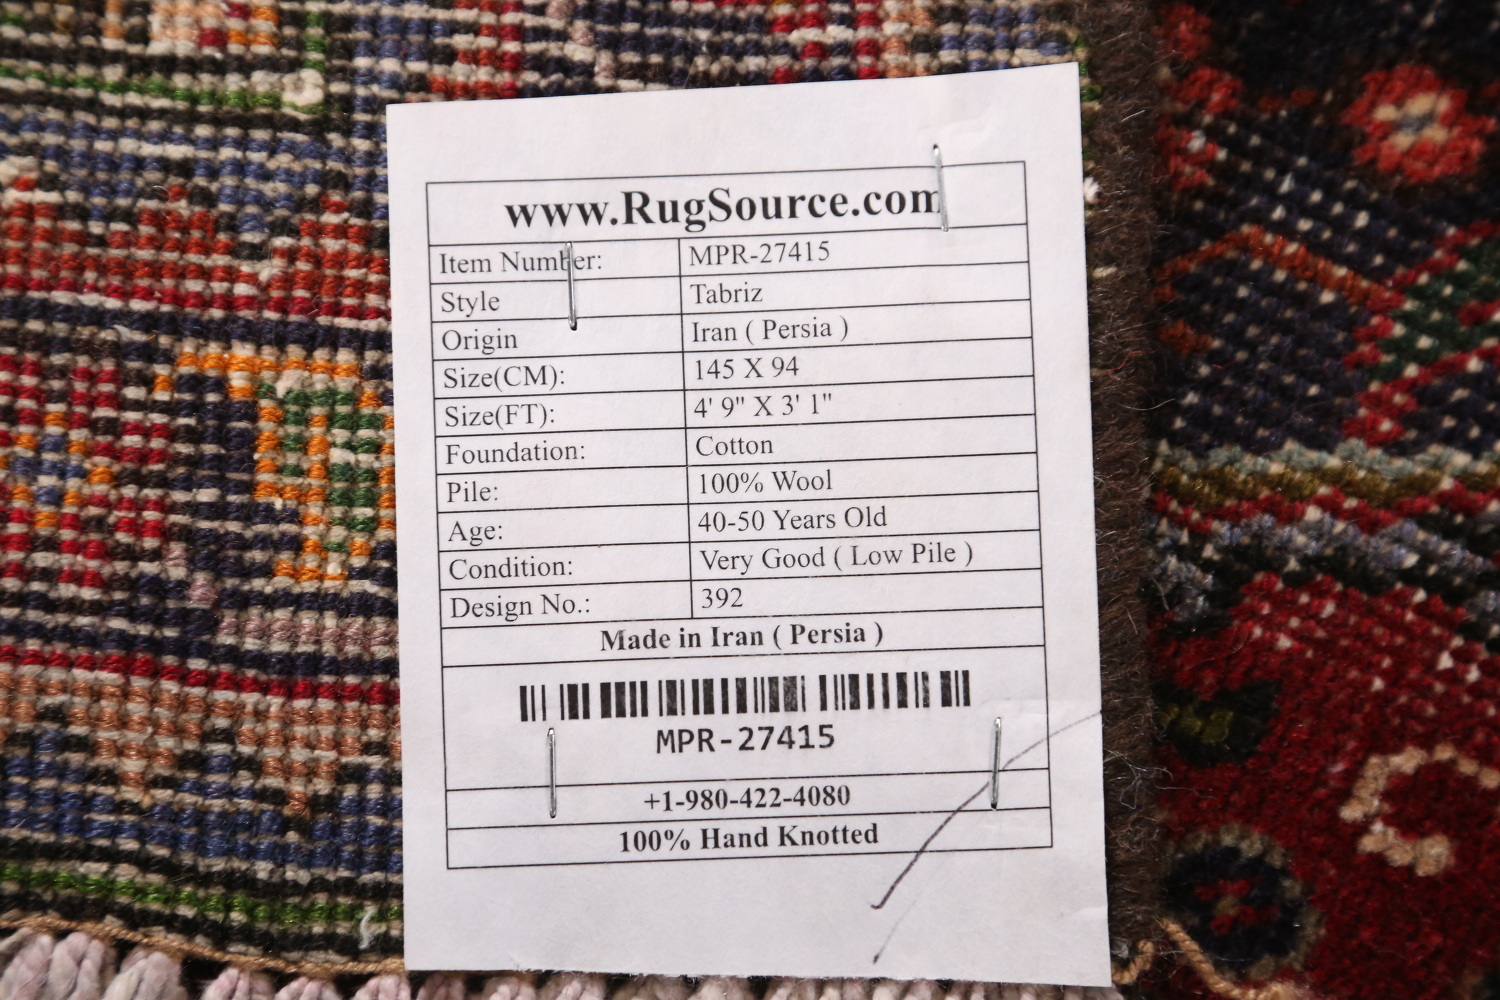 www.RugSource.com
Item Number: MPR-27415
Style Tabriz
Origin Iran ( Persia )
Size(CM): 145 X 94
Size(FT): 4' 9" X 3' 1"
Foundation: Cotton
Pile: 100% Wool
Age: 40-50 Years Old
Condition: Very Good ( Low Pile )
Design No.: 392
Made in Iran ( Persia )
MPR-27415
+1-980-422-4080
100% Hand Knotted